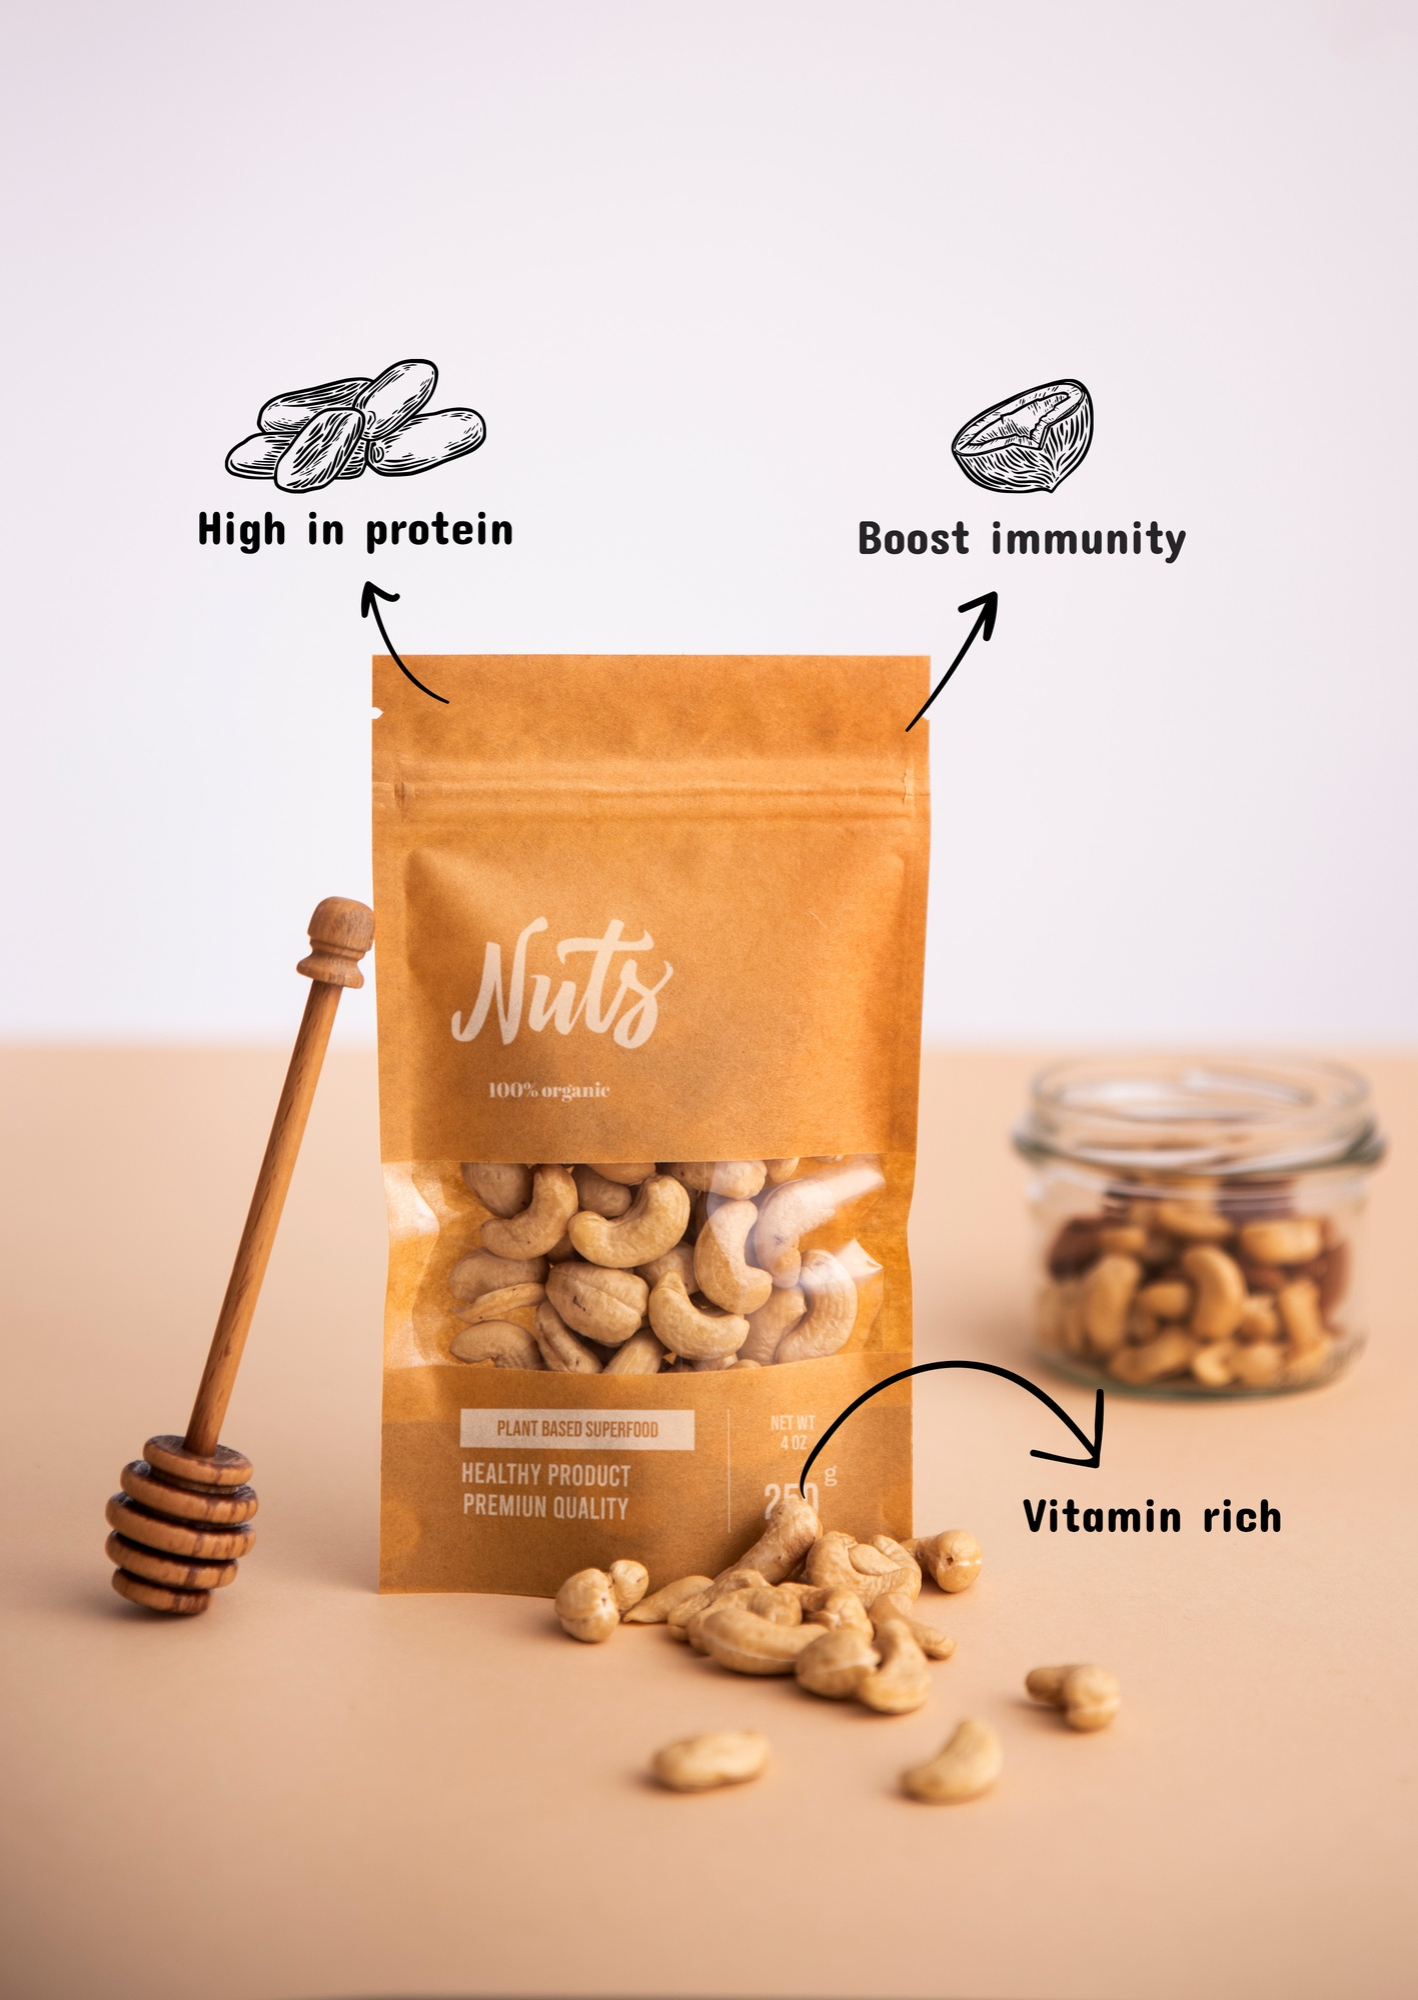 High in protein
Boost immunity
Nuts
100% organic
PLANT BASED SUPERFOOD
HEALTHY PRODUCT
PREMIUN QUALITY
NET WT
4 OZ
250 g
Vitamin rich